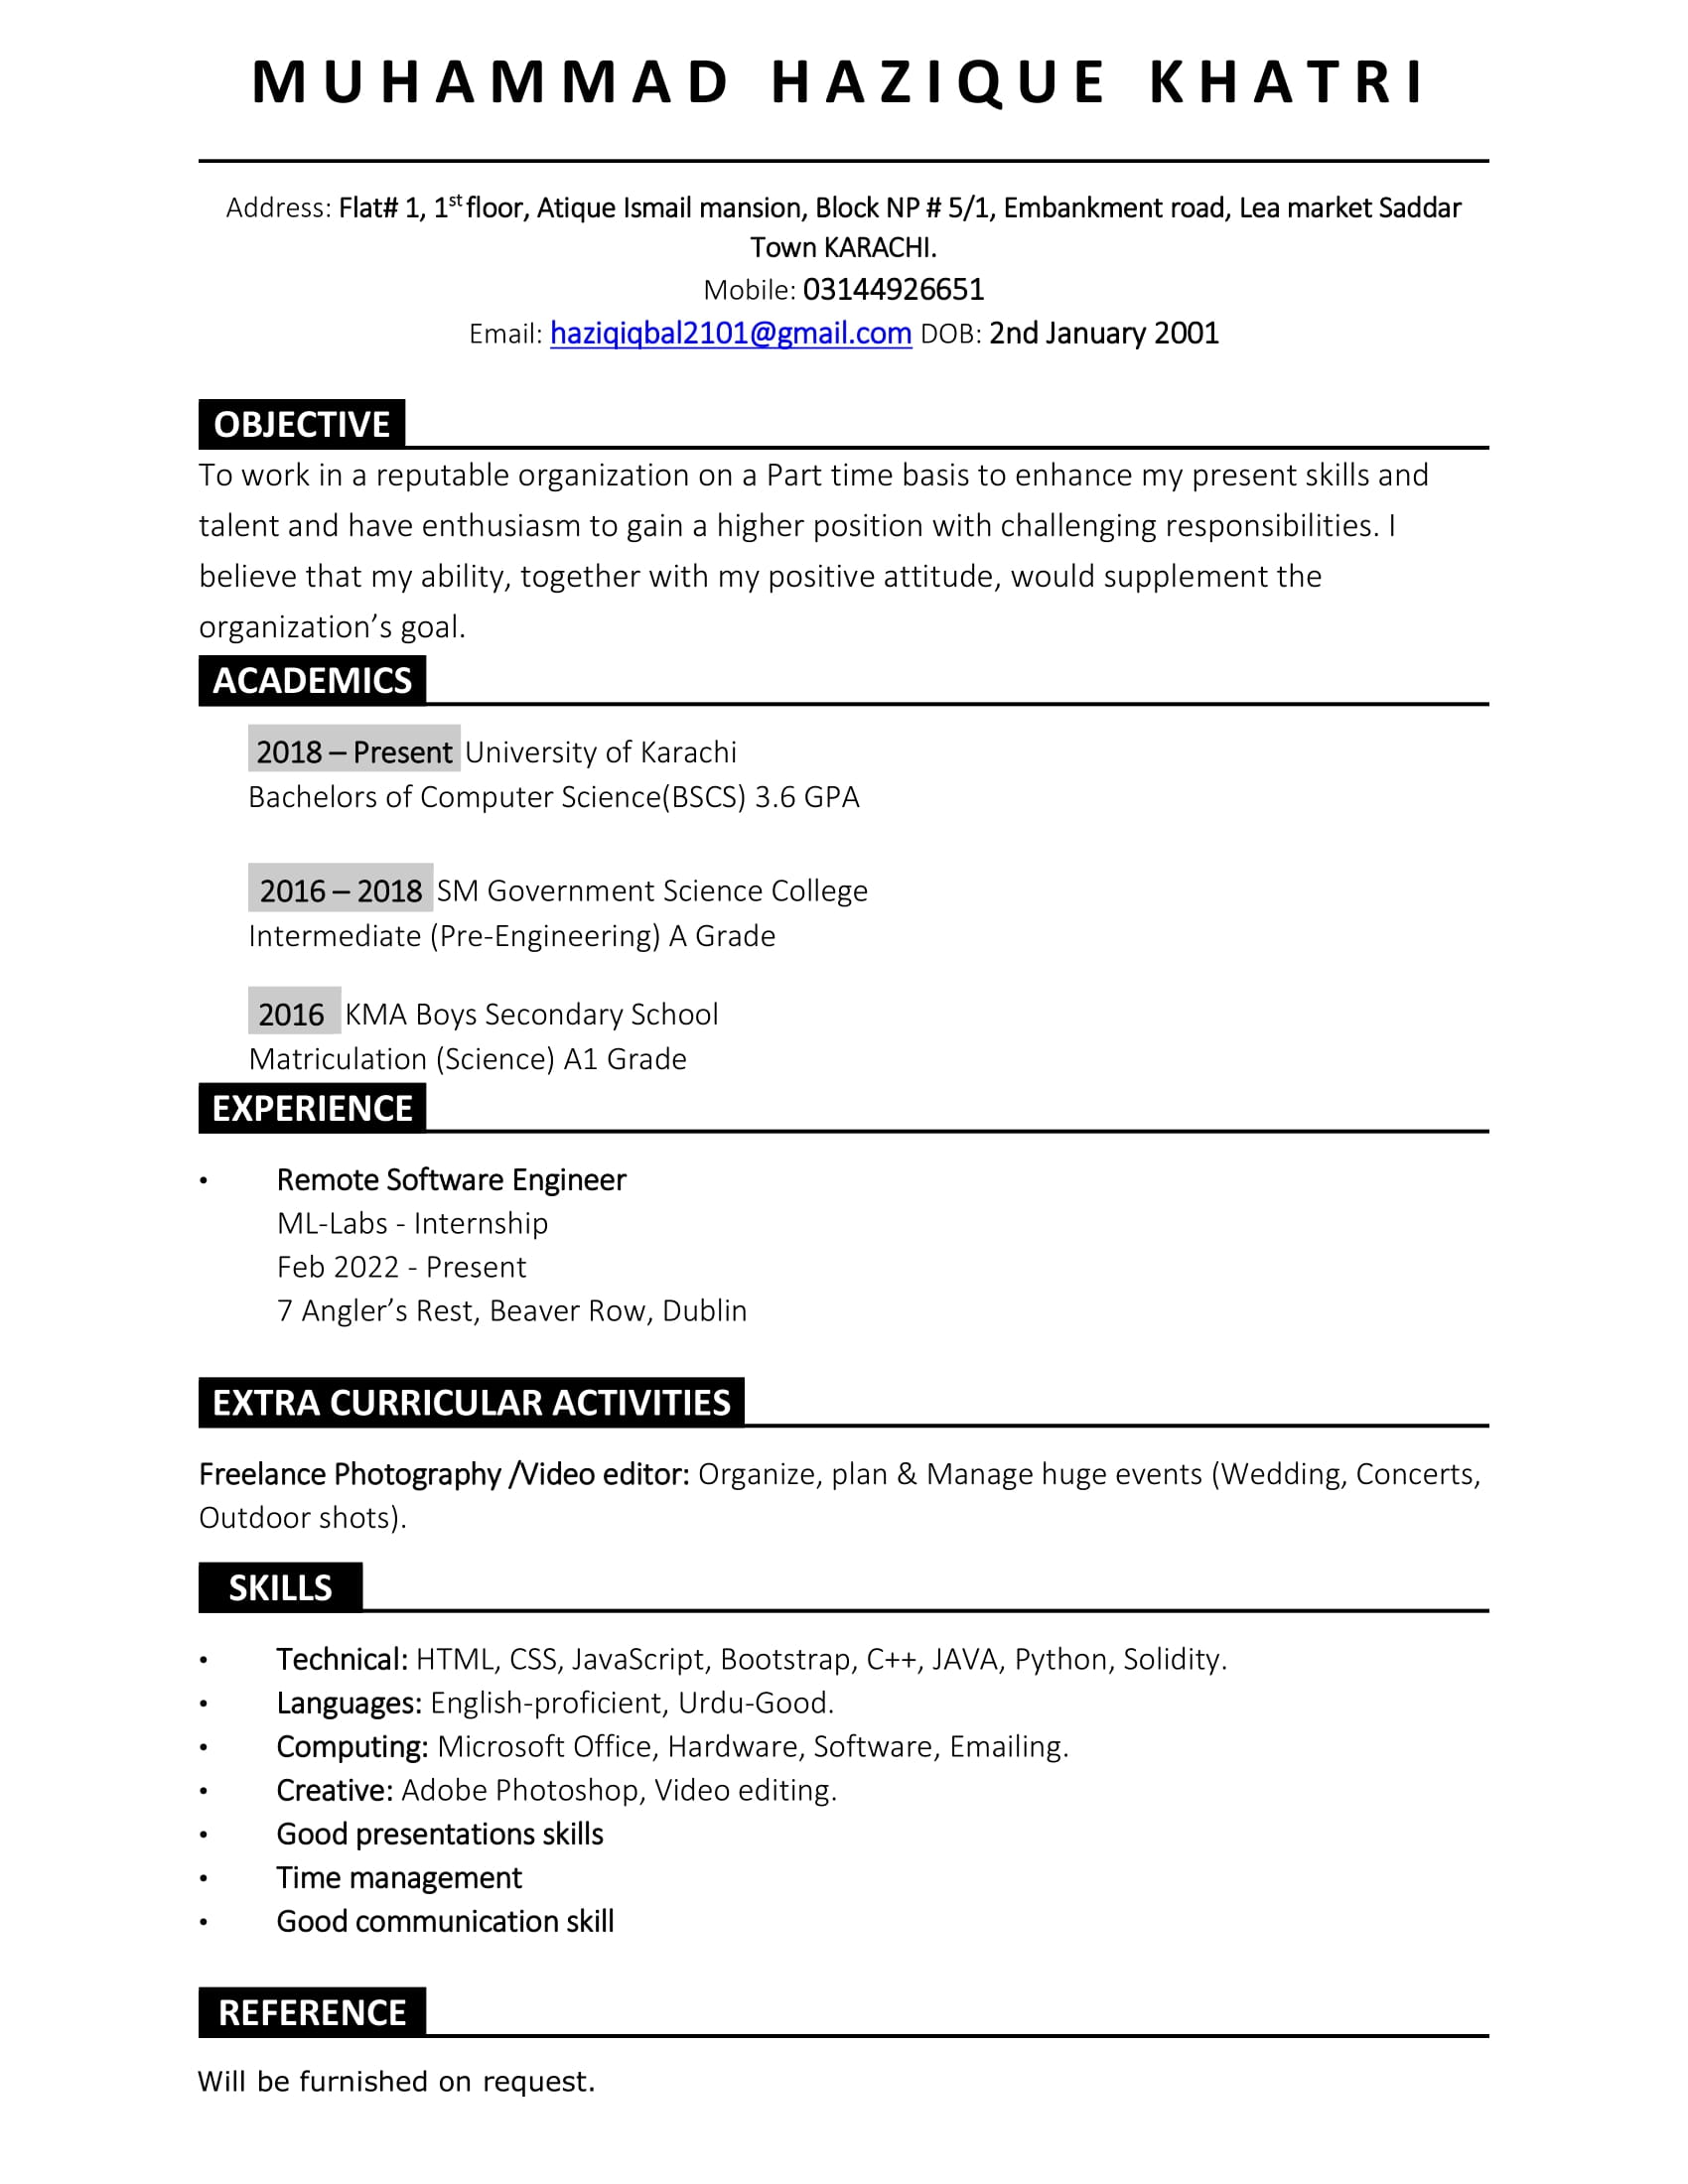 MUHAMMAD HAZIQUE KHATRI
Address: Flat# 1, 1st floor, Atique Ismail mansion, Block NP # 5/1, Embankment road, Lea market Saddar
Town KARACHI.
Mobile: 03144926651
Email: haziqiqbal2101@gmail.com DOB: 2nd January 2001
OBJECTIVE
To work in a reputable organization on a Part time basis to enhance my present skills and
talent and have enthusiasm to gain a higher position with challenging responsibilities. I
believe that my ability, together with my positive attitude, would supplement the
organization’s goal.
ACADEMICS
2018 – Present University of Karachi
Bachelors of Computer Science(BSCS) 3.6 GPA
2016 – 2018 SM Government Science College
Intermediate (Pre-Engineering) A Grade
2016 KMA Boys Secondary School
Matriculation (Science) A1 Grade
EXPERIENCE
• Remote Software Engineer
ML-Labs - Internship
Feb 2022 - Present
7 Angler’s Rest, Beaver Row, Dublin
EXTRA CURRICULAR ACTIVITIES
Freelance Photography /Video editor: Organize, plan & Manage huge events (Wedding, Concerts,
Outdoor shots).
SKILLS
• Technical: HTML, CSS, JavaScript, Bootstrap, C++, JAVA, Python, Solidity.
• Languages: English-proficient, Urdu-Good.
• Computing: Microsoft Office, Hardware, Software, Emailing.
• Creative: Adobe Photoshop, Video editing.
• Good presentations skills
• Time management
• Good communication skill
REFERENCE
Will be furnished on request.